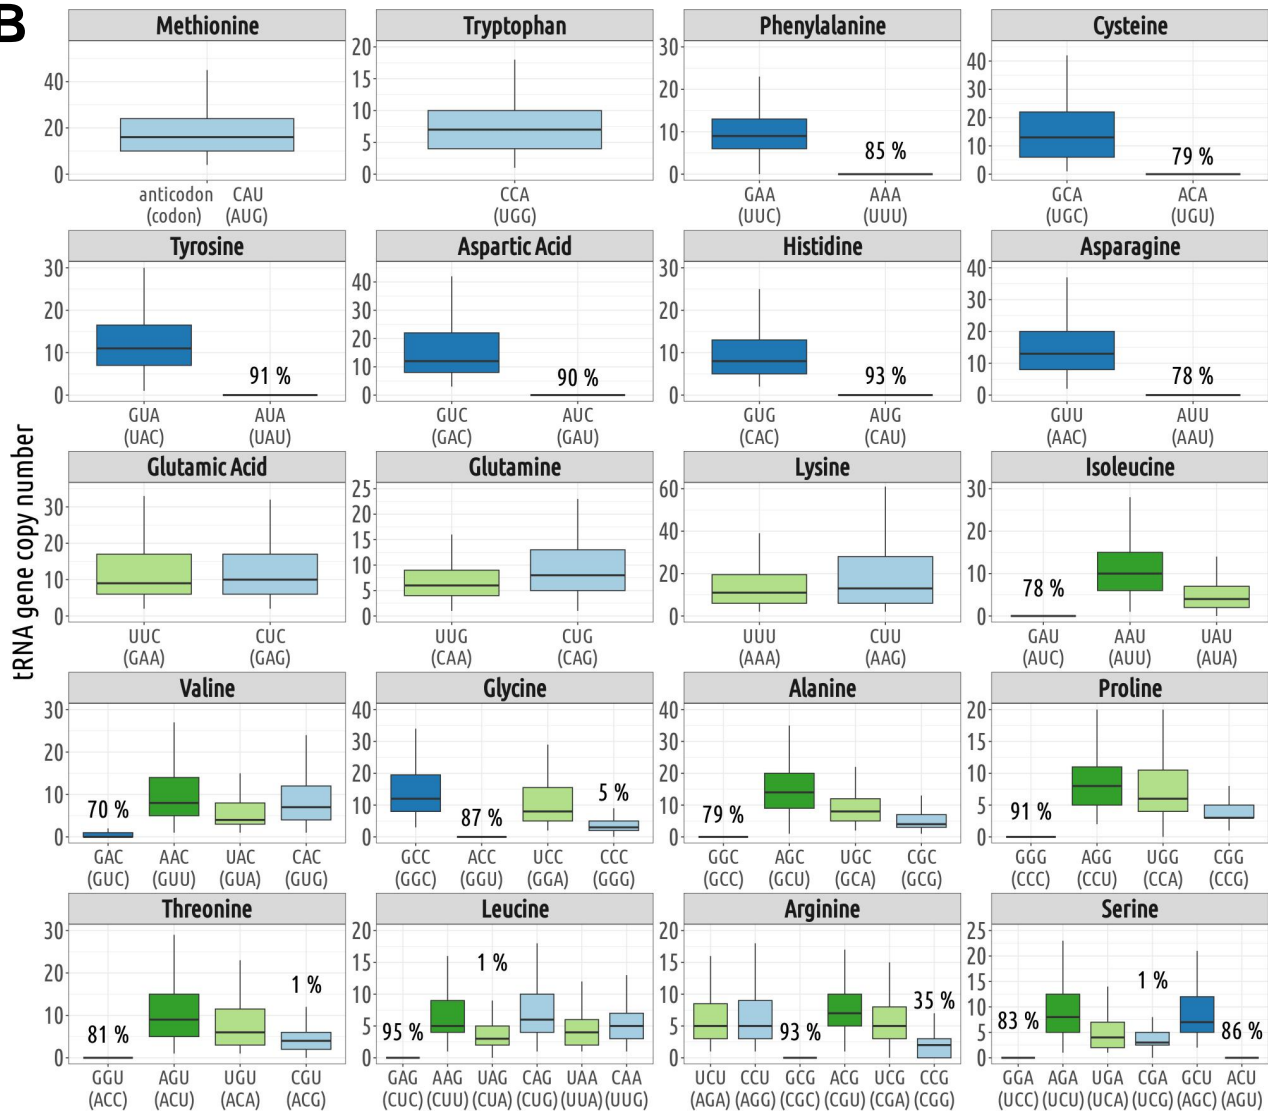 B
tRNA gene copy number
Methionine Tryptophan Phenylalanine Cysteine
40 20 0
20 15 10 5 0
30 20 10 0
40 30 20 10 0
85 % 79 %
anticodon CAU CCA GAA AAA GCA ACA
(codon) (AUG) (UGG) (UUC) (UUU) (UGC) (UGU)
Tyrosine Aspartic Acid Histidine Asparagine
30 20 10 0
40 30 20 10 0
30 20 10 0
40 30 20 10 0
91 % 90 % 93 % 78 %
GUA AUA GUC AUC GUG AUG GUU AUU
(UAC) (UAU) (GAC) (GAU) (CAC) (CAU) (AAC) (AAU)
Glutamic Acid Glutamine Lysine Isoleucine
30 20 10 0
25 20 15 10 5 0
60 40 20 0
30 20 10 0
78 %
UUC CUC UUG CUG UUU CUU GAU AAU UAU
(GAA) (GAG) (CAA) (CAG) (AAA) (AAG) (AUC) (AUU) (AUA)
Valine Glycine Alanine Proline
30 20 10 0
40 30 20 10 0
40 30 20 10 0
20 15 10 5 0
70 % 87 % 5 % 79 % 91 %
GAC AAC UAC CAC GCC ACC UCC CCC GGC AGC UGC CGC GGG AGG UGG CGG
(GUC) (GUU) (GUA) (GUG) (GGC) (GGU) (GGA) (GGG) (GCC) (GCU) (GCA) (GCG) (CCC) (CCU) (CCA) (CCG)
Threonine Leucine Arginine Serine
30 20 10 0
20 15 10 5 0
20 15 10 5 0
25 20 15 10 5 0
81 % 1 % 95 % 1 % 93 % 35 % 83 % 1 % 86 %
GGU AGU UGU CGU GAG AAG UAG CAG UAA CAA UCU CCU GCG ACG UCG CCG GGA AGA UGA CGA GCU ACU
(ACC) (ACU) (ACA) (ACG) (CUC) (CUU) (CUA) (CUG) (UUA) (UUG) (AGA) (AGG) (CGC) (CGU) (CGA) (CGG) (UCC) (UCU) (UCA) (UCG) (AGC) (AGU)